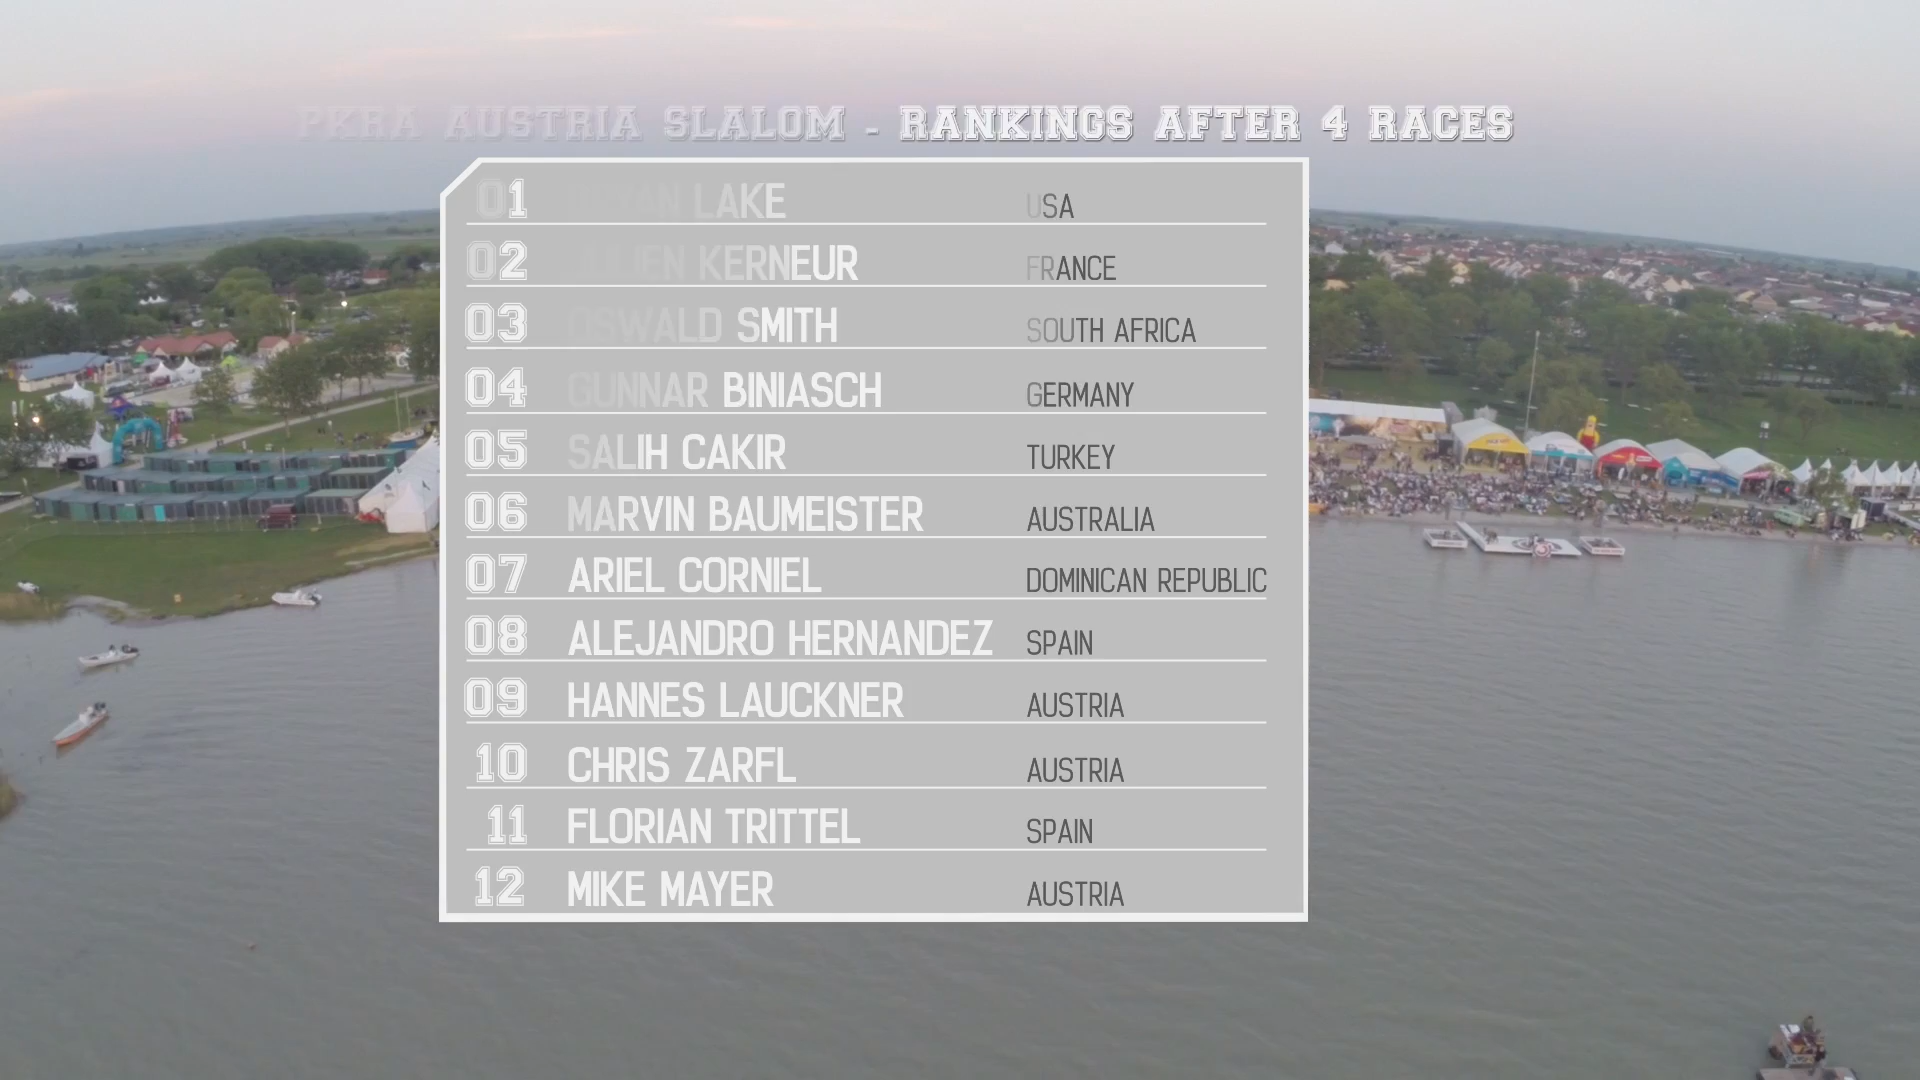 PKRA AUSTRIA SLALOM - RANKINGS AFTER 4 RACES
01 LAKE USA
02 KERNEUR FRANCE
03 OSWALD SMITH SOUTH AFRICA
04 GUNNAR BINIASCH GERMANY
05 SALIH CAKIR TURKEY
06 MARVIN BAUMEISTER AUSTRALIA
07 ARIEL CORNIEL DOMINICAN REPUBLIC
08 ALEJANDRO HERNANDEZ SPAIN
09 HANNES LAUCKNER AUSTRIA
10 CHRIS ZARFL AUSTRIA
11 FLORIAN TRITTEL SPAIN
12 MIKE MAYER AUSTRIA